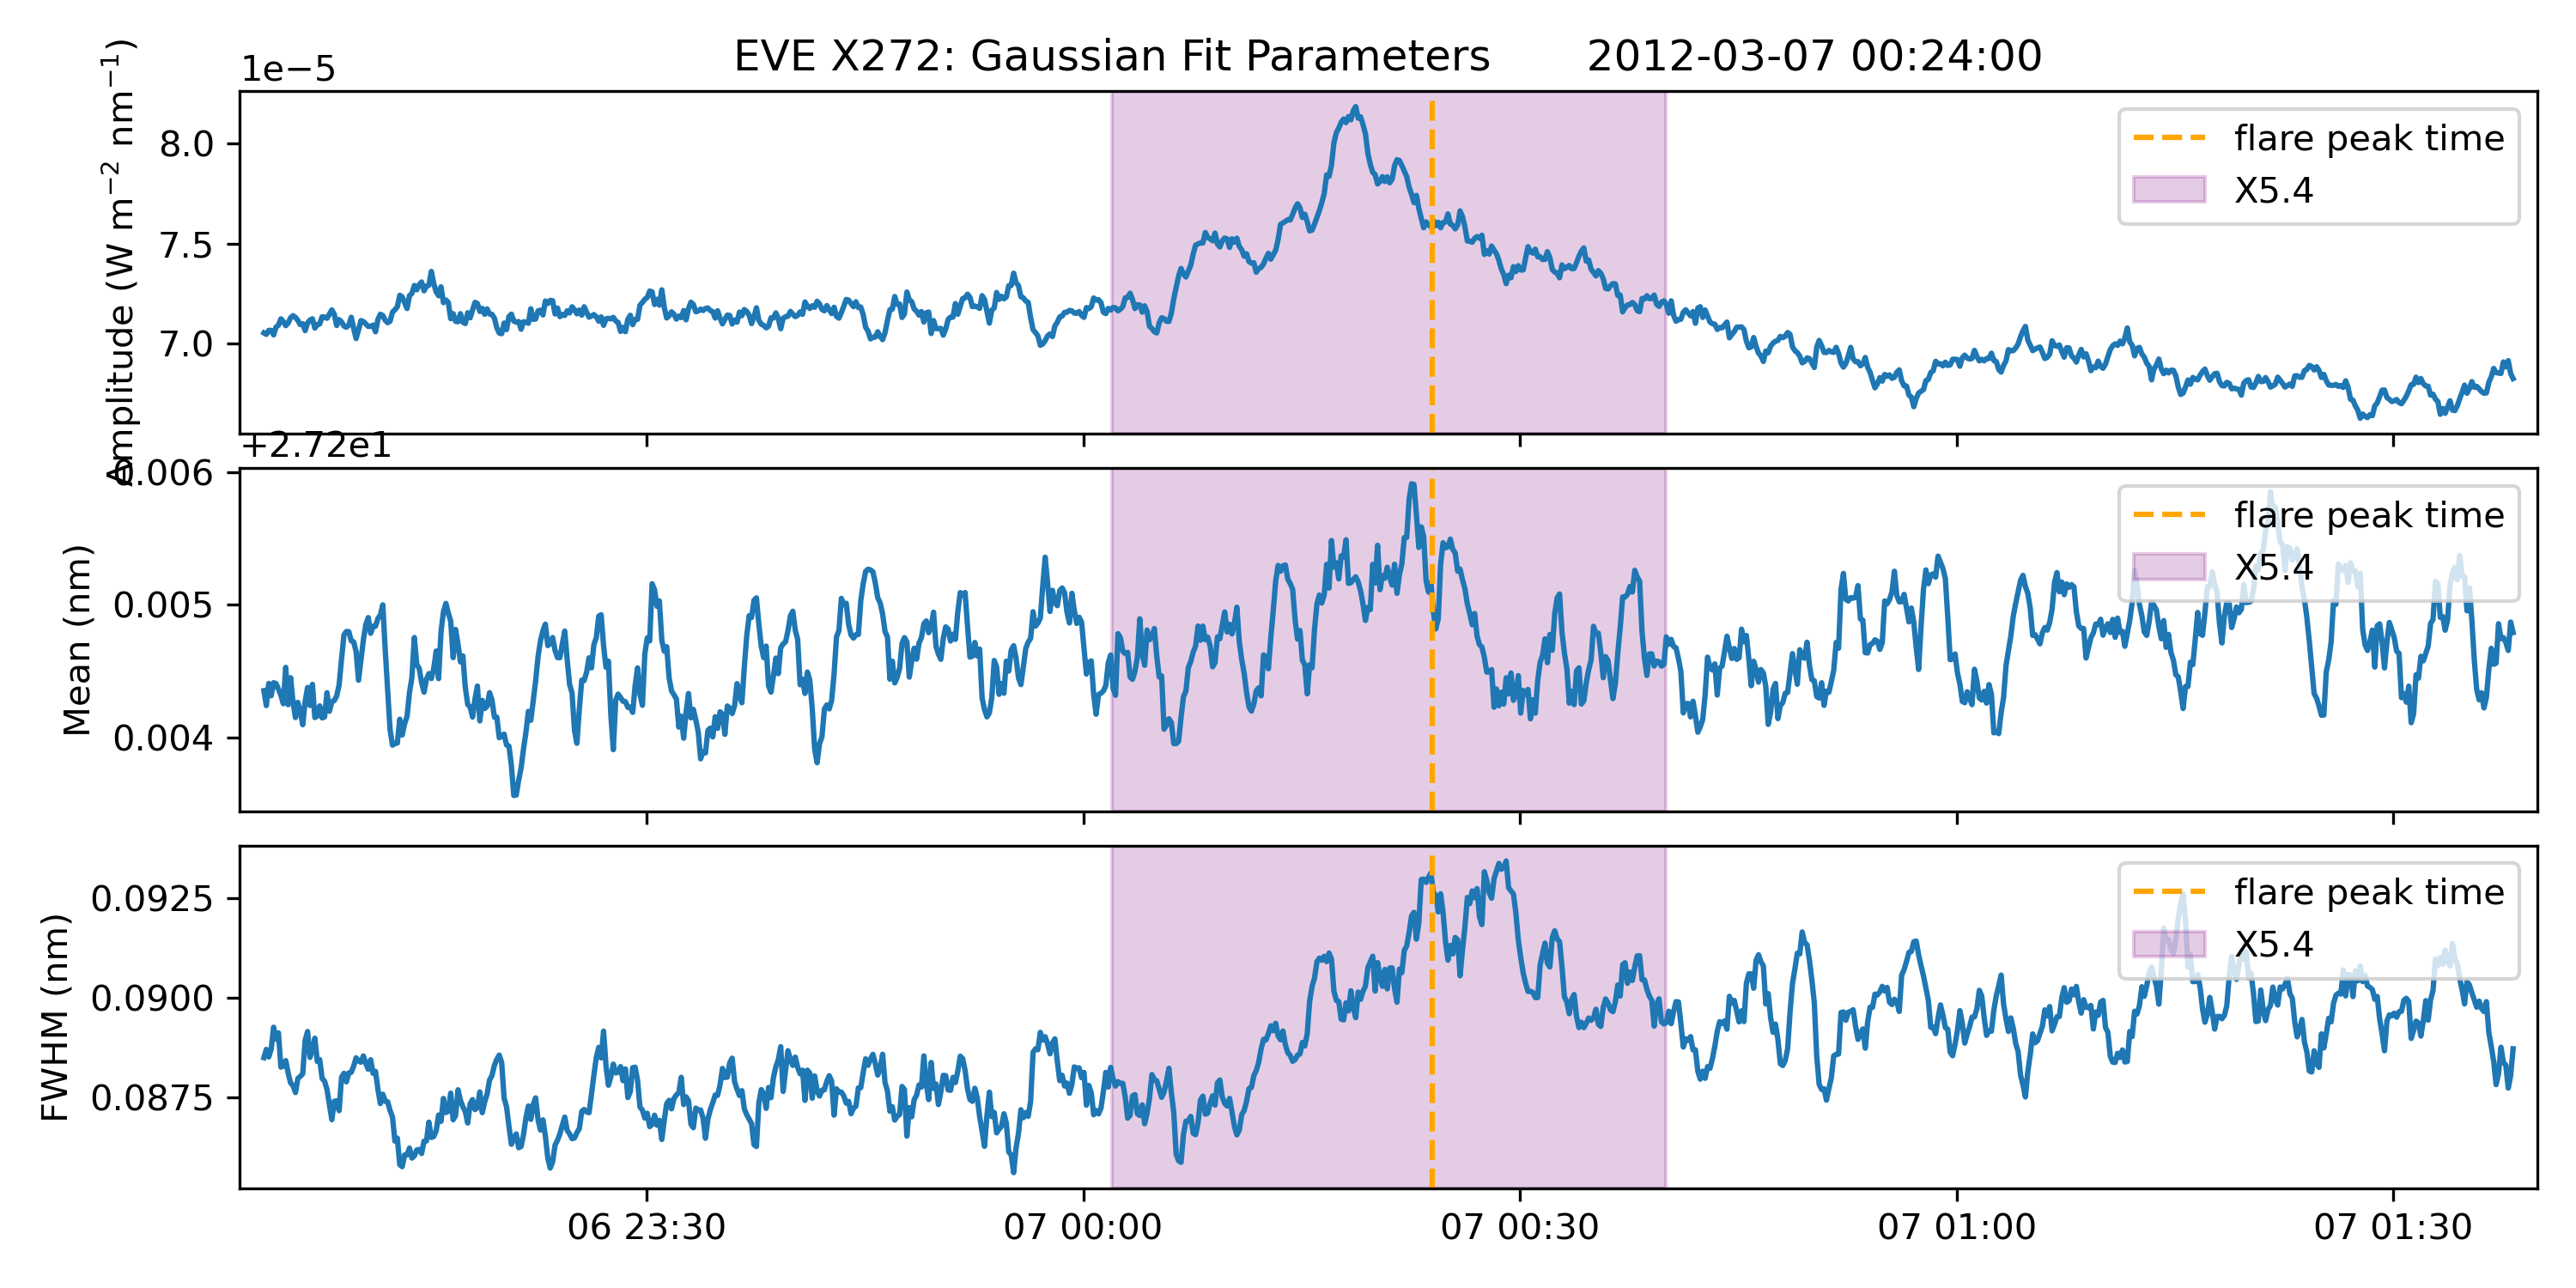 EVE X272: Gaussian Fit Parameters 2012-03-07 00:24:00
1e−5
Amplitude (W m⁻² nm⁻¹)
8.0
7.5
7.0
flare peak time
X5.4
+2.72e1
Mean (nm)
0.006
0.005
0.004
flare peak time
X5.4
FWHM (nm)
0.0925
0.0900
0.0875
flare peak time
X5.4
06 23:30 07 00:00 07 00:30 07 01:00 07 01:30